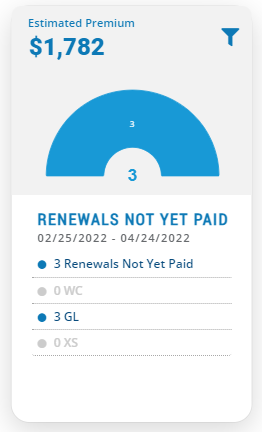 Estimated Premium
$1,782
3
3
RENEWALS NOT YET PAID
02/25/2022 - 04/24/2022
3 Renewals Not Yet Paid
0 WC
3 GL
0 XS